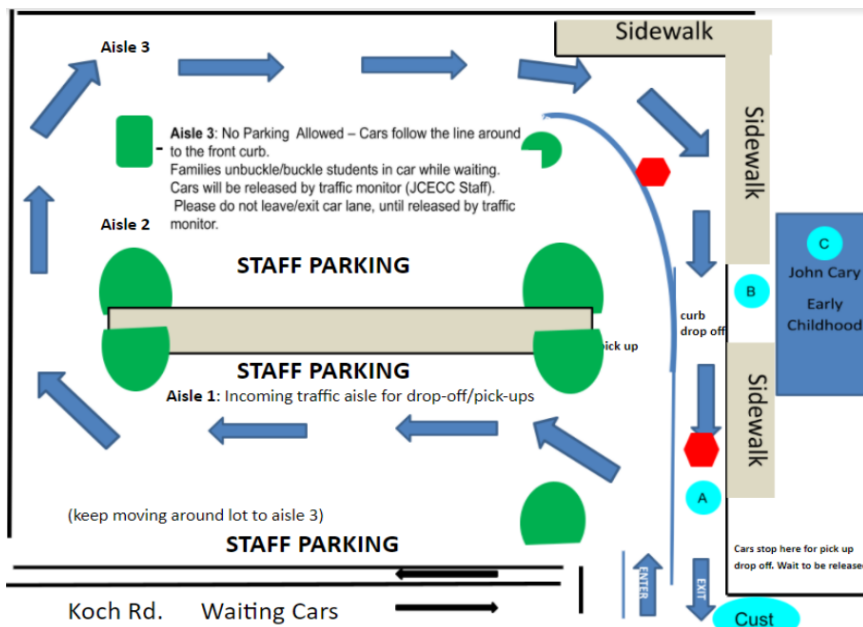 Sidewalk
Aisle 3
Sidewalk
Aisle 3: No Parking Allowed – Cars follow the line around
to the front curb.
Families unbuckle/buckle students in car while waiting.
Cars will be released by traffic monitor (JCECC Staff).
Please do not leave/exit car lane, until released by traffic
monitor.
Aisle 2
C
John Cary
Early
Childhood
STAFF PARKING
B
curb
drop off
pick up
STAFF PARKING
Sidewalk
Aisle 1: Incoming traffic aisle for drop-off/pick-ups
A
(keep moving around lot to aisle 3)
STAFF PARKING
Cars stop here for pick up
drop off. Wait to be released
ENTER
EXIT
Koch Rd. Waiting Cars
Cust